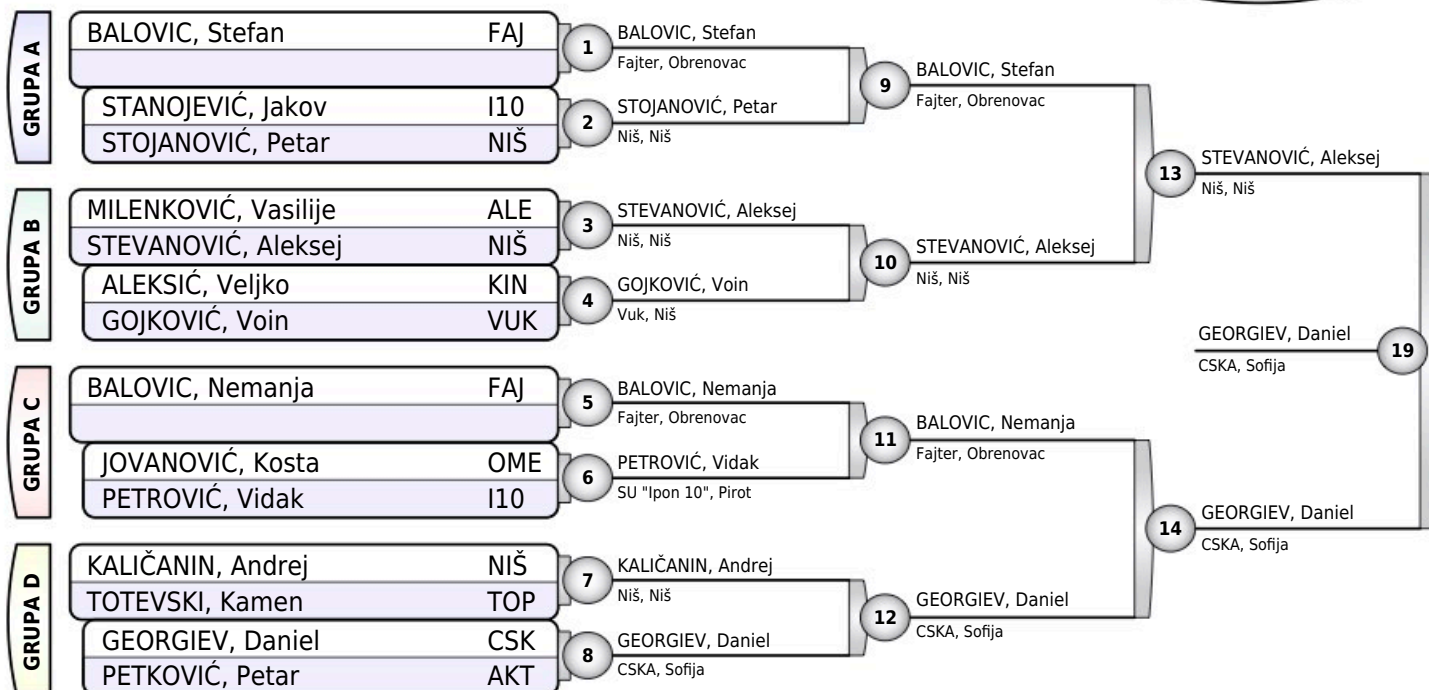 GRUPA A
BALOVIC, Stefan FAJ
STANOJEVIĆ, Jakov I10
STOJANOVIĆ, Petar NIŠ
GRUPA B
MILENKOVIĆ, Vasilije ALE
STEVANOVIĆ, Aleksej NIŠ
ALEKSIĆ, Veljko KIN
GOJKOVIĆ, Voin VUK
GRUPA C
BALOVIC, Nemanja FAJ
JOVANOVIĆ, Kosta OME
PETROVIĆ, Vidak I10
GRUPA D
KALIČANIN, Andrej NIŠ
TOTEVSKI, Kamen TOP
GEORGIEV, Daniel CSK
PETKOVIĆ, Petar AKT
1 BALOVIC, Stefan
Fajter, Obrenovac
2 STOJANOVIĆ, Petar
Niš, Niš
3 STEVANOVIĆ, Aleksej
Niš, Niš
4 GOJKOVIĆ, Voin
Vuk, Niš
5 BALOVIC, Nemanja
Fajter, Obrenovac
6 PETROVIĆ, Vidak
SU "Ipon 10", Pirot
7 KALIČANIN, Andrej
Niš, Niš
8 GEORGIEV, Daniel
CSKA, Sofija
9 BALOVIC, Stefan
Fajter, Obrenovac
10 STEVANOVIĆ, Aleksej
Niš, Niš
11 BALOVIC, Nemanja
Fajter, Obrenovac
12 GEORGIEV, Daniel
CSKA, Sofija
13 STEVANOVIĆ, Aleksej
Niš, Niš
14 GEORGIEV, Daniel
CSKA, Sofija
GEORGIEV, Daniel 19
CSKA, Sofija